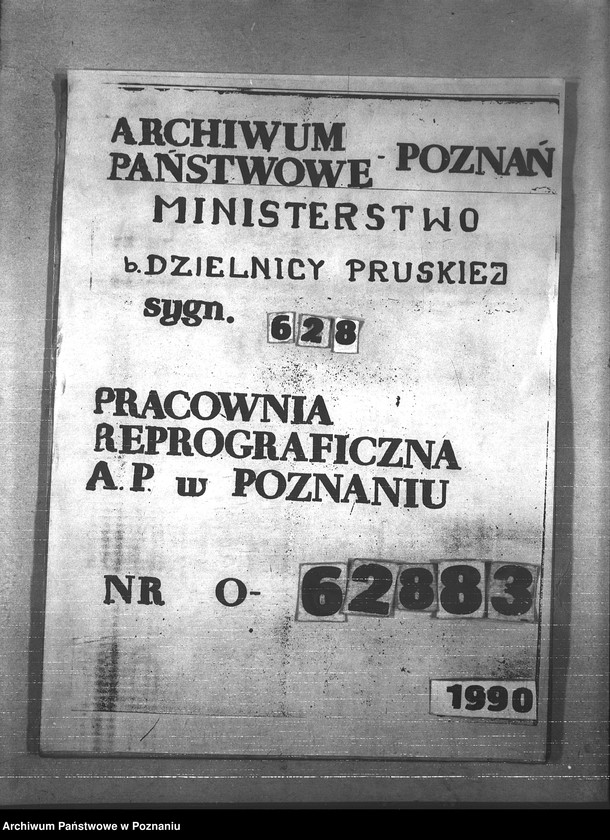 ARCHIWUM
PAŃSTWOWE - POZNAŃ
MINISTERSTWO
b. DZIELNICY PRUSKIEJ
sygn. 628
PRACOWNIA
REPROGRAFICZNA
A. P. w POZNANIU
NR O-62883
1990
Archiwum Państwowe w Poznaniu